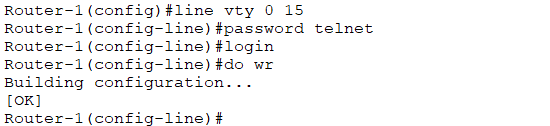 Router-1(config)#line vty 0 15
Router-1(config-line)#password telnet
Router-1(config-line)#login
Router-1(config-line)#do wr
Building configuration...
[OK]
Router-1(config-line)#